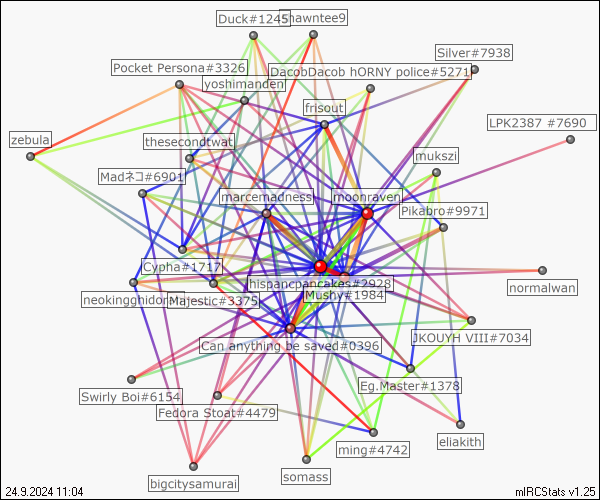 Duck#1245
shawntee9
Silver#7938
Pocket Persona#3326
DacobDacob hORNY police#5271
yoshimanden
frisout
LPK2387 #7690
zebula
thesecondtwat
mukszi
Madネコ#6901
marcemadness
moonraven
Pikabro#9971
Cypha#1717
hispancpancakes#2928
normalwan
neokingghidorah
Majestic#3375
Mushy#1984
Can anything be saved#0396
JKOUYH VIII#7034
Eg.Master#1378
Swirly Boi#6154
Fedora Stoat#4479
eliakith
ming#4742
bigcitysamurai
somass
24.9.2024 11:04
mIRCStats v1.25